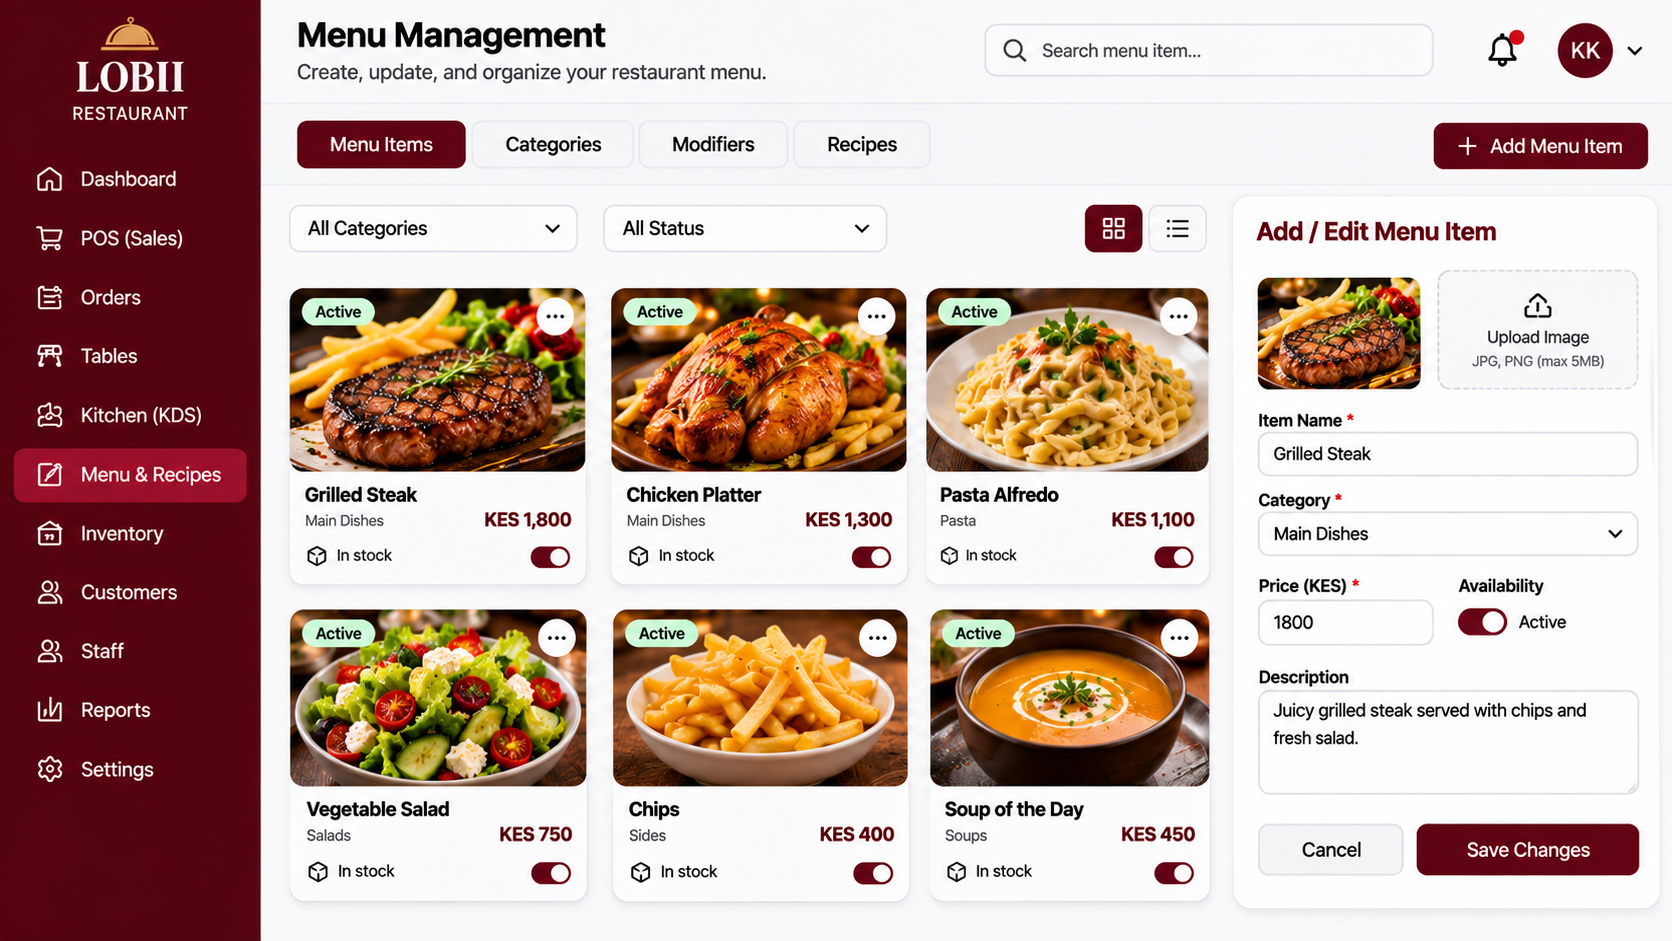 LOBII
RESTAURANT
Dashboard
POS (Sales)
Orders
Tables
Kitchen (KDS)
Menu & Recipes
Inventory
Customers
Staff
Reports
Settings
Menu Management
Create, update, and organize your restaurant menu.
Search menu item...
KK
Menu Items
Categories
Modifiers
Recipes
+ Add Menu Item
All Categories
All Status
Active
Grilled Steak
Main Dishes
KES 1,800
In stock
Active
Chicken Platter
Main Dishes
KES 1,300
In stock
Active
Pasta Alfredo
Pasta
KES 1,100
In stock
Active
Vegetable Salad
Salads
KES 750
In stock
Active
Chips
Sides
KES 400
In stock
Active
Soup of the Day
Soups
KES 450
In stock
Add / Edit Menu Item
Upload Image
JPG, PNG (max 5MB)
Item Name *
Grilled Steak
Category *
Main Dishes
Price (KES) *
1800
Availability
Active
Description
Juicy grilled steak served with chips and
fresh salad.
Cancel
Save Changes